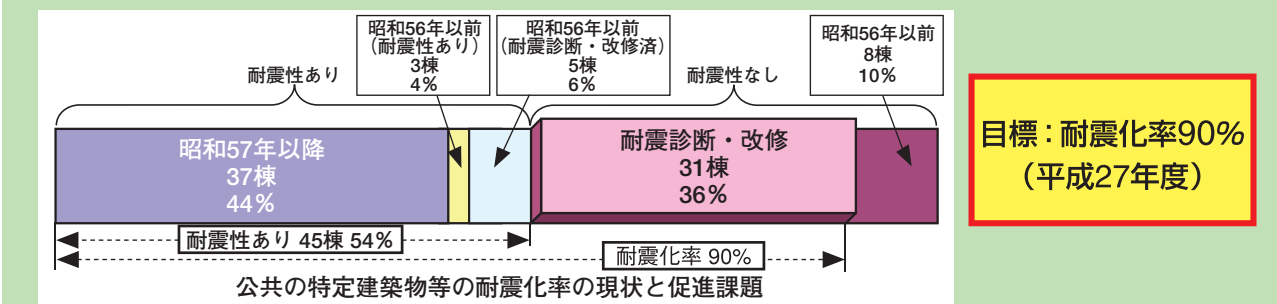 昭和56年以前
(耐震性あり)
3棟
4%
昭和56年以前
(耐震診断・改修済)
5棟
6%
昭和56年以前
8棟
10%
耐震性あり
耐震性なし
昭和57年以降
37棟
44%
耐震診断・改修
31棟
36%
目標：耐震化率90%
（平成27年度）
耐震性あり 45棟 54%
耐震化率 90%
公共の特定建築物等の耐震化率の現状と促進課題